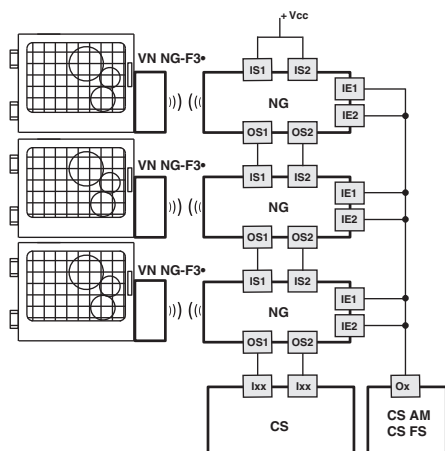 + Vcc
VN NG-F3•
IS1 IS2
NG
IE1
IE2
OS1 OS2
VN NG-F3•
IS1 IS2
NG
IE1
IE2
OS1 OS2
VN NG-F3•
IS1 IS2
NG
IE1
IE2
OS1 OS2
Ixx Ixx
CS
Ox
CS AM
CS FS